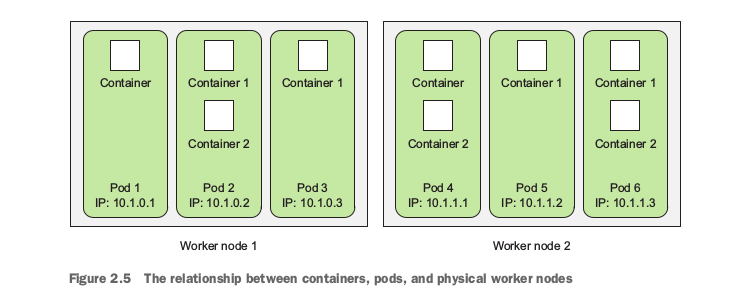 Container
Container 1
Container 1
Container 2
Pod 1
IP: 10.1.0.1
Pod 2
IP: 10.1.0.2
Pod 3
IP: 10.1.0.3
Worker node 1
Container
Container 1
Container 1
Container 2
Container 2
Pod 4
IP: 10.1.1.1
Pod 5
IP: 10.1.1.2
Pod 6
IP: 10.1.1.3
Worker node 2
Figure 2.5 The relationship between containers, pods, and physical worker nodes